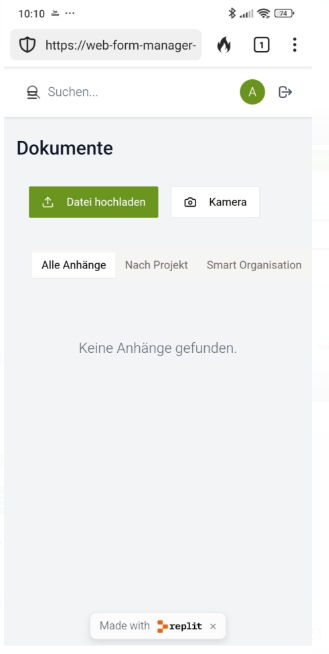 10:10
24
https://web-form-manager-
1
Suchen...
A
Dokumente
Datei hochladen
Kamera
Alle Anhänge
Nach Projekt
Smart Organisation
Keine Anhänge gefunden.
Made with replit ×